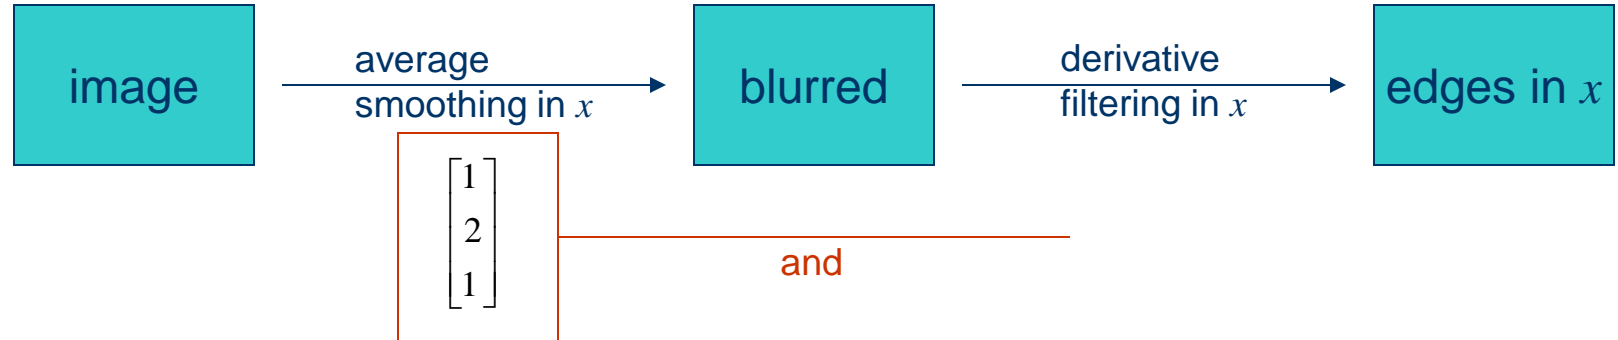 image
average
smoothing in x
blurred
derivative
filtering in x
edges in x
1
2
1
and